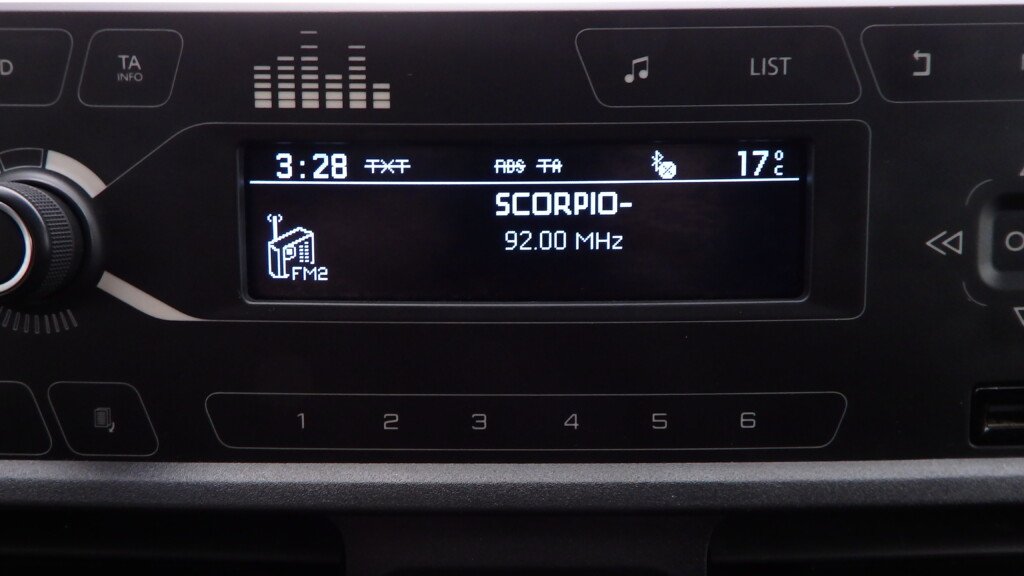 D
TA
INFO
LIST
3:28 TXT RDS TA 17°C
SCORPIO-
92.00 MHz
FM2
1 2 3 4 5 6